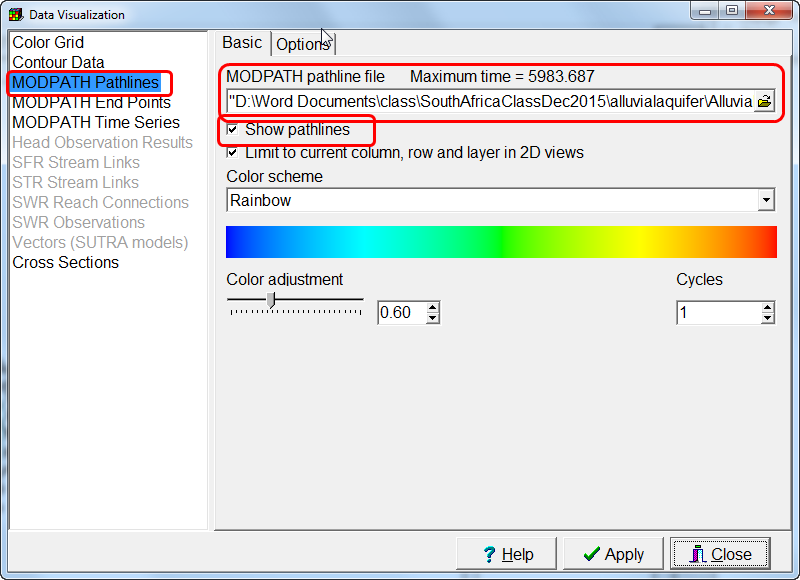 Data Visualization
Color Grid
Contour Data
MODPATH Pathlines
MODPATH End Points
MODPATH Time Series
Head Observation Results
SFR Stream Links
STR Stream Links
SWR Reach Connections
SWR Observations
Vectors (SUTRA models)
Cross Sections
Basic Options
MODPATH pathline file Maximum time = 5983.687
"D:\Word Documents\class\SouthAfricaClassDec2015\alluvialaquifer\Alluvia
Show pathlines
Limit to current column, row and layer in 2D views
Color scheme
Rainbow
Color adjustment Cycles
0.60 1
? Help Apply Close